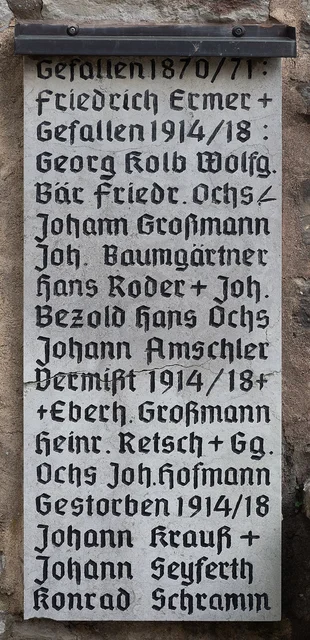 Gefallen 1870/71:
Friedrich Ermer +
Gefallen 1914/18 :
Georg Kolb Wolfg.
Bär Friedr. Ochs
Johann Großmann
Joh. Baumgärtner
Hans Roder + Joh.
Bezold Hans Ochs
Johann Amschler
Vermißt 1914/18+
+Eberh. Großmann
Heinr. Retsch + Gg.
Ochs Joh. Hofmann
Gestorben 1914/18
Johann Krauß +
Johann Seyferth
Konrad Schramm